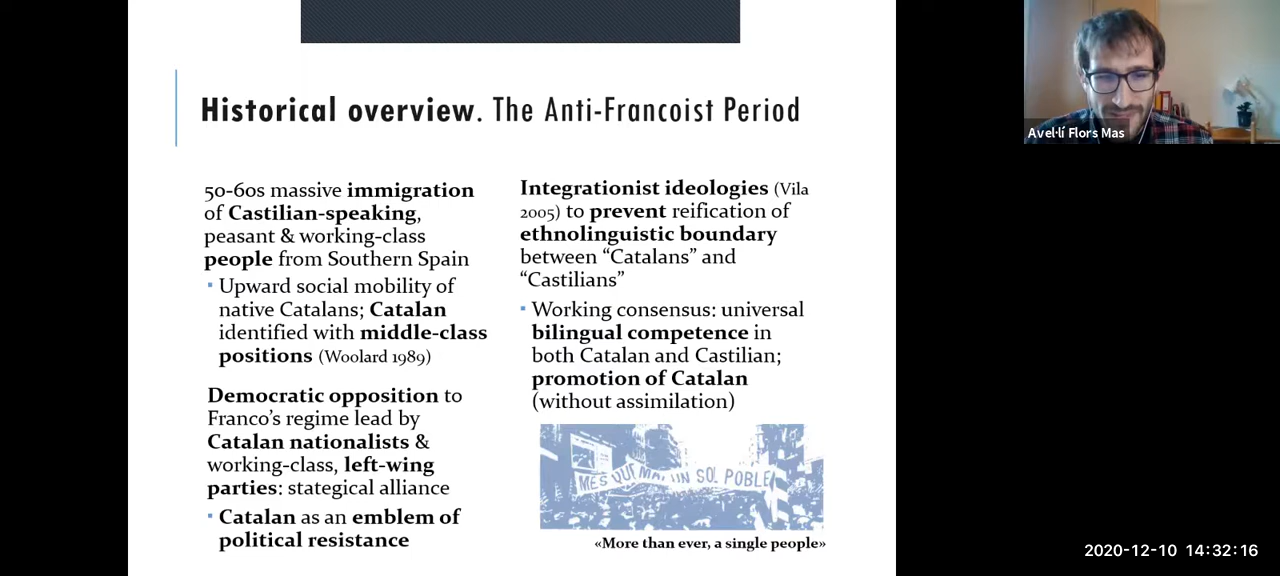 Historical overview. The Anti-Francoist Period
50-60s massive immigration
of Castilian-speaking,
peasant & working-class
people from Southern Spain
▪ Upward social mobility of
native Catalans; Catalan
identified with middle-class
positions (Woolard 1989)
Democratic opposition to
Franco's regime lead by
Catalan nationalists &
working-class, left-wing
parties: stategical alliance
▪ Catalan as an emblem of
political resistance
Integrationist ideologies (Vila
2005) to prevent reification of
ethnolinguistic boundary
between “Catalans” and
“Castilians”
▪ Working consensus: universal
bilingual competence in
both Catalan and Castilian;
promotion of Catalan
(without assimilation)
MÉS QUE MAI UN SOL POBLE
«More than ever, a single people»
Avel·lí Flors Mas
2020-12-10 14:32:16